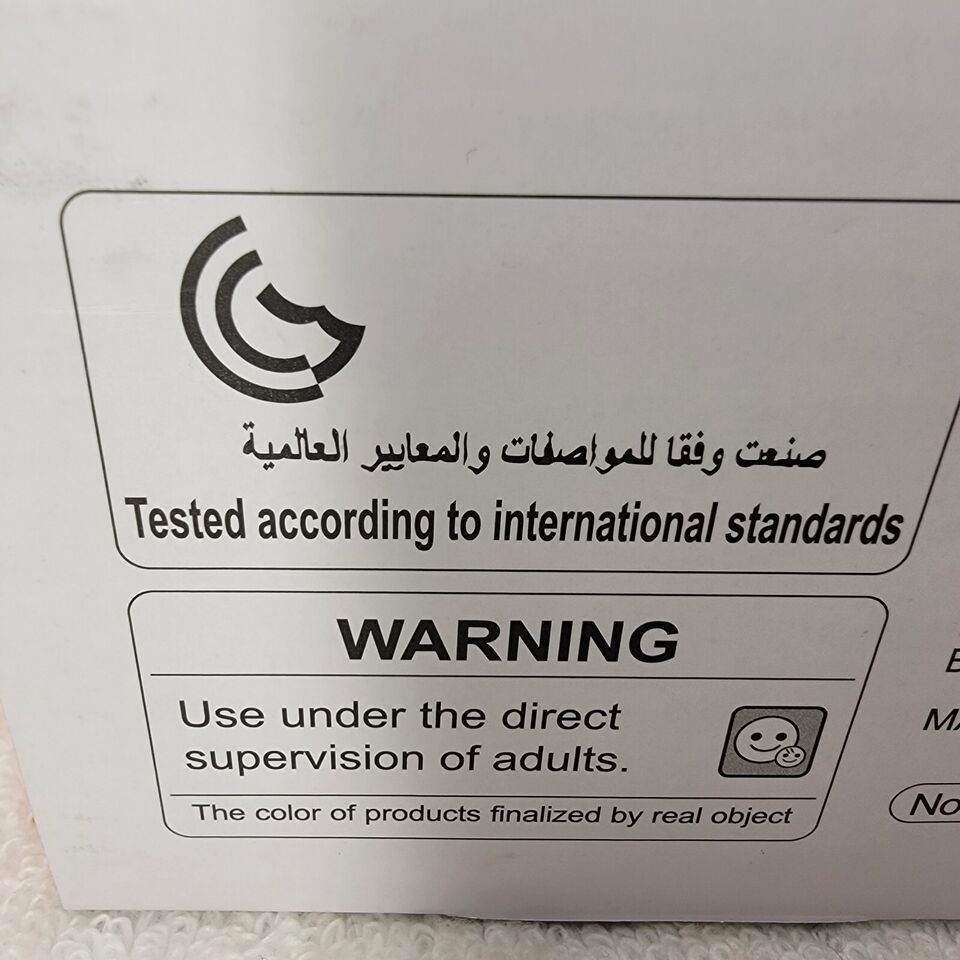 صنعت وفقا للمواصفات والمعايير العالمية
Tested according to international standards
WARNING
Use under the direct
supervision of adults.
The color of products finalized by real object
No